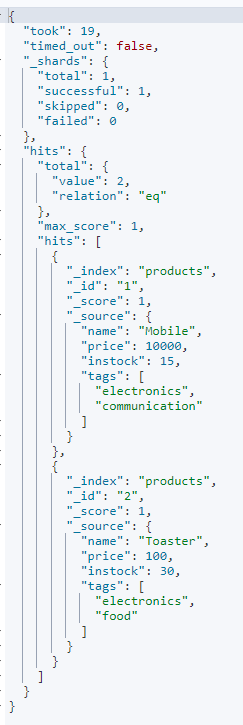 {
  "took": 19,
  "timed_out": false,
  "_shards": {
    "total": 1,
    "successful": 1,
    "skipped": 0,
    "failed": 0
  },
  "hits": {
    "total": {
      "value": 2,
      "relation": "eq"
    },
    "max_score": 1,
    "hits": [
      {
        "_index": "products",
        "_id": "1",
        "_score": 1,
        "_source": {
          "name": "Mobile",
          "price": 10000,
          "instock": 15,
          "tags": [
            "electronics",
            "communication"
          ]
        }
      },
      {
        "_index": "products",
        "_id": "2",
        "_score": 1,
        "_source": {
          "name": "Toaster",
          "price": 100,
          "instock": 30,
          "tags": [
            "electronics",
            "food"
          ]
        }
      }
    ]
  }
}